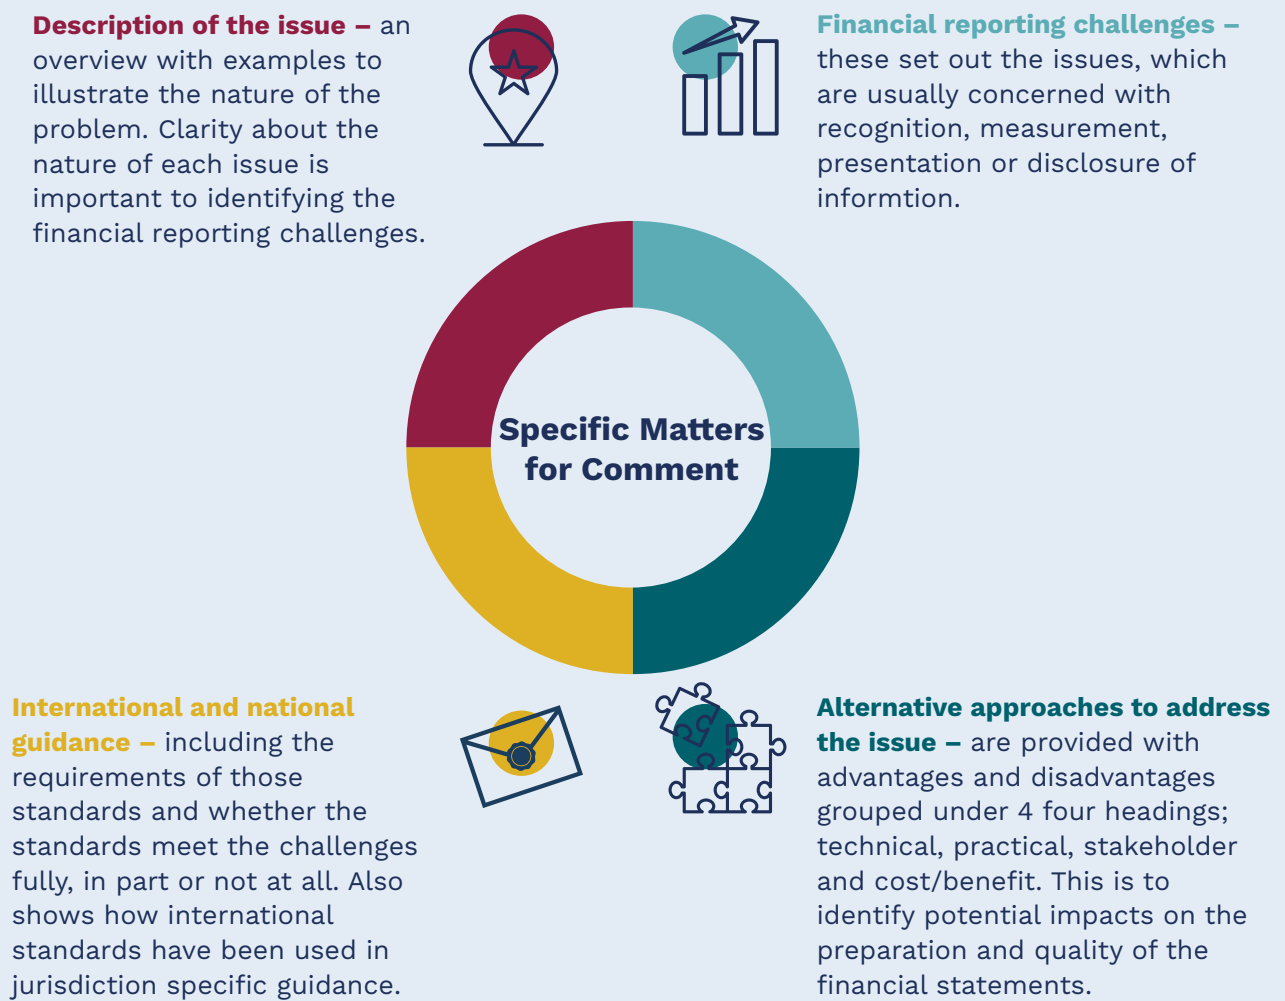 Description of the issue – an
overview with examples to
illustrate the nature of the
problem. Clarity about the
nature of each issue is
important to identifying the
financial reporting challenges.
Financial reporting challenges –
these set out the issues, which
are usually concerned with
recognition, measurement,
presentation or disclosure of
informtion.
Specific Matters
for Comment
International and national
guidance – including the
requirements of those
standards and whether the
standards meet the challenges
fully, in part or not at all. Also
shows how international
standards have been used in
jurisdiction specific guidance.
Alternative approaches to address
the issue – are provided with
advantages and disadvantages
grouped under 4 four headings;
technical, practical, stakeholder
and cost/benefit. This is to
identify potential impacts on the
preparation and quality of the
financial statements.